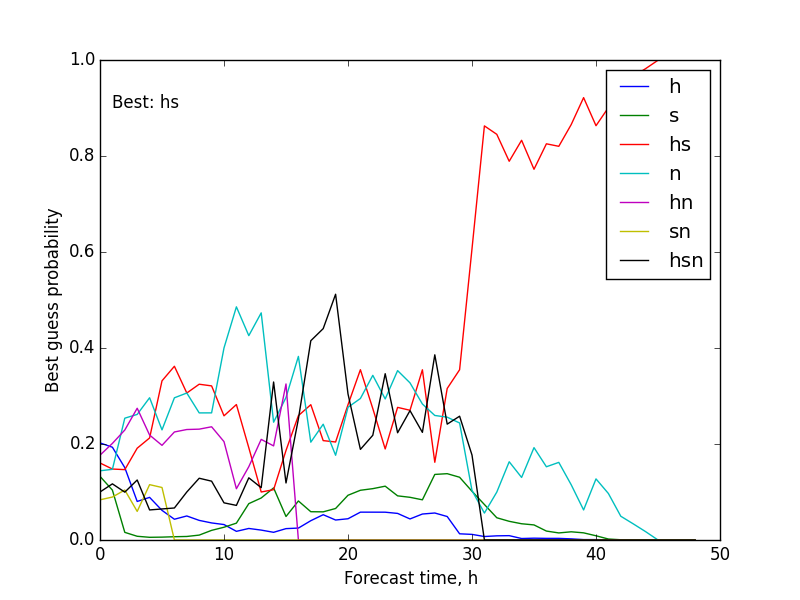 1.0
Best: hs
h
s
hs
n
hn
sn
hsn
0.8
0.6
0.4
0.2
0.0
Best guess probability
0 10 20 30 40 50
Forecast time, h